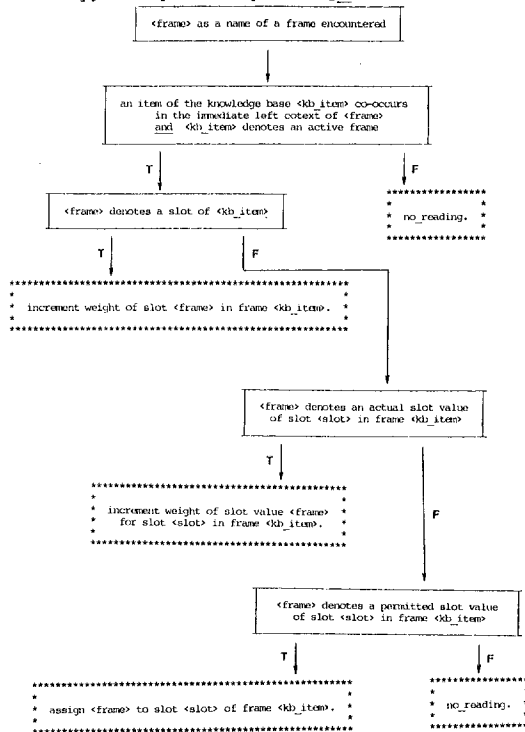 <frame> as a name of a frame encountered
an item of the knowledge base <kb_item> co-occurs
in the immediate left cotext of <frame>
and <kb_item> denotes an active frame
T
F
<frame> denotes a slot of <kb_item>
no_reading.
T
F
increment weight of slot <frame> in frame <kb_item>.
<frame> denotes an actual slot value
of slot <slot> in frame <kb_item>
T
F
increment weight of slot value <frame>
for slot <slot> in frame <kb_item>.
<frame> denotes a permitted slot value
of slot <slot> in frame <kb_item>
T
F
assign <frame> to slot <slot> of frame <kb_item>.
no_reading.